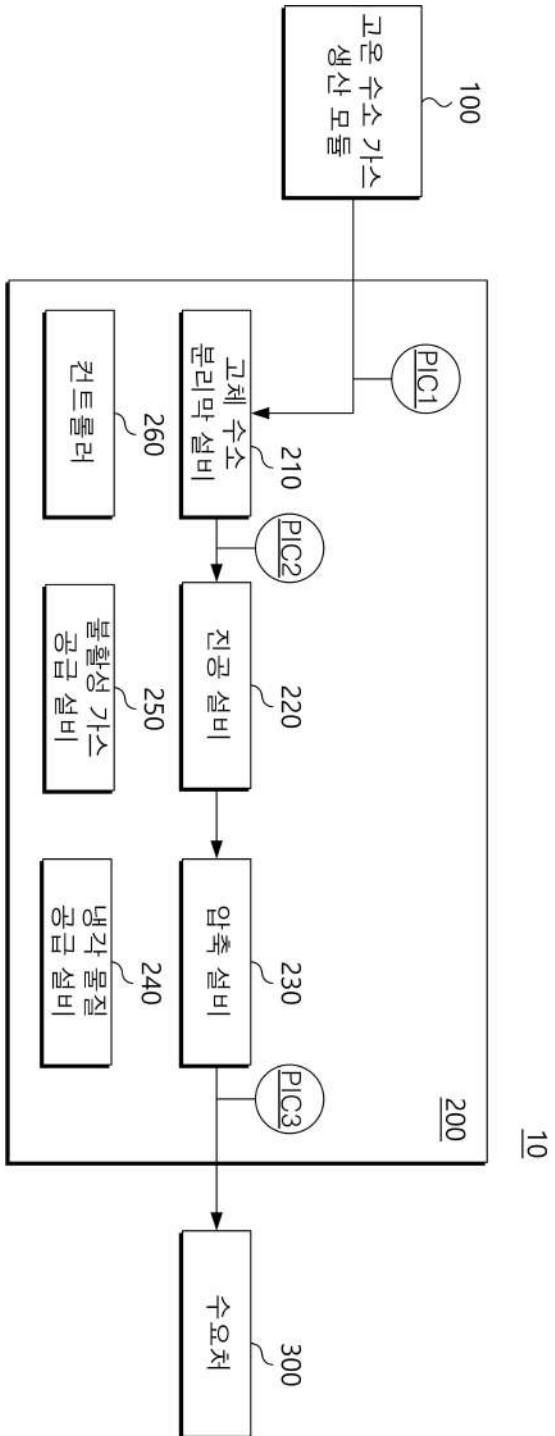 10
200
100
고온 수소 가스
생산 모듈
PIC1
고체 수소
분리막 설비
210
PIC2
진공 설비
220
압축 설비
230
PIC3
수요처
300
컨트롤러
260
불활성 가스
공급 설비
250
냉각 물질
공급 설비
240